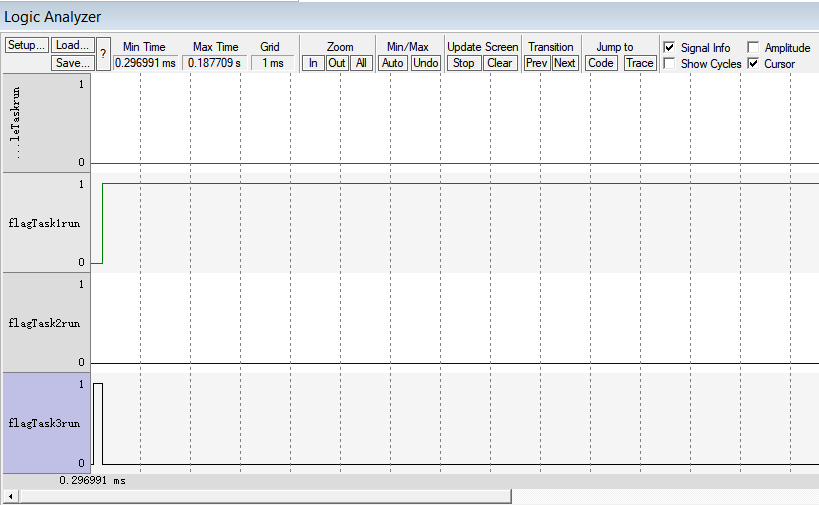 Logic Analyzer
Setup... Load... ? Min Time Max Time Grid Zoom Min/Max Update Screen Transition Jump to Signal Info Amplitude
Save... 0.296991 ms 0.187709 s 1 ms In Out All Auto Undo Stop Clear Prev Next Code Trace Show Cycles Cursor
1
...leTaskrun
0
1
flagTask1run
0
1
flagTask2run
0
1
flagTask3run
0
0.296991 ms